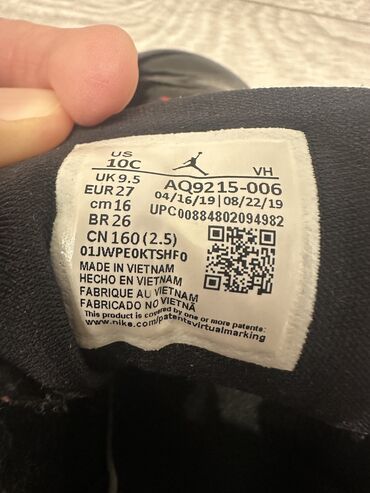 US
10C
VH
UK 9.5
AQ9215-006
EUR 27
04/16/19 | 08/22/19
cm 16
UPC00884802094982
BR 26
CN 160 (2.5)
01JWPE0KTSHF0
MADE IN VIETNAM
HECHO EN VIETNAM
FABRIQUE AU VIETNAM
FABRICADO NO VIETNÃ
This product is covered by one or more patents:
www.nike.com/patentsvirtualmarking